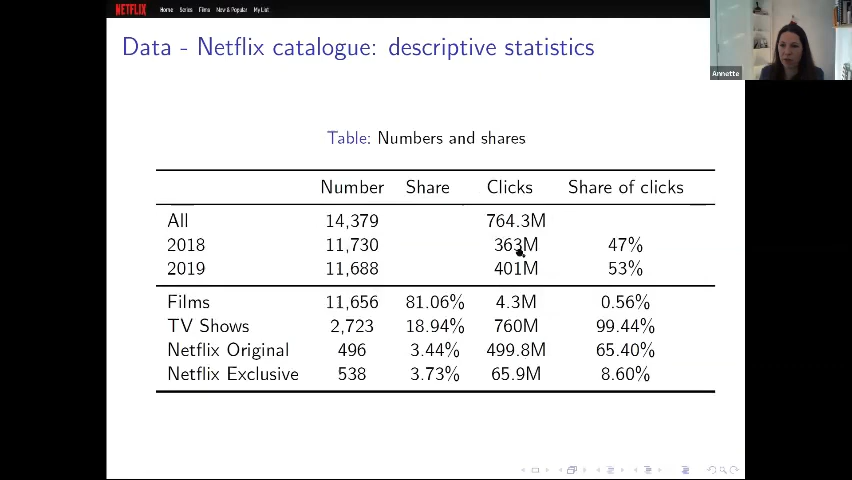 NETFLIX Home Series Films New & Popular My List
Data - Netflix catalogue: descriptive statistics
Annette
Table: Numbers and shares
Number Share Clicks Share of clicks
All 14,379 764.3M
2018 11,730 363M 47%
2019 11,688 401M 53%
Films 11,656 81.06% 4.3M 0.56%
TV Shows 2,723 18.94% 760M 99.44%
Netflix Original 496 3.44% 499.8M 65.40%
Netflix Exclusive 538 3.73% 65.9M 8.60%